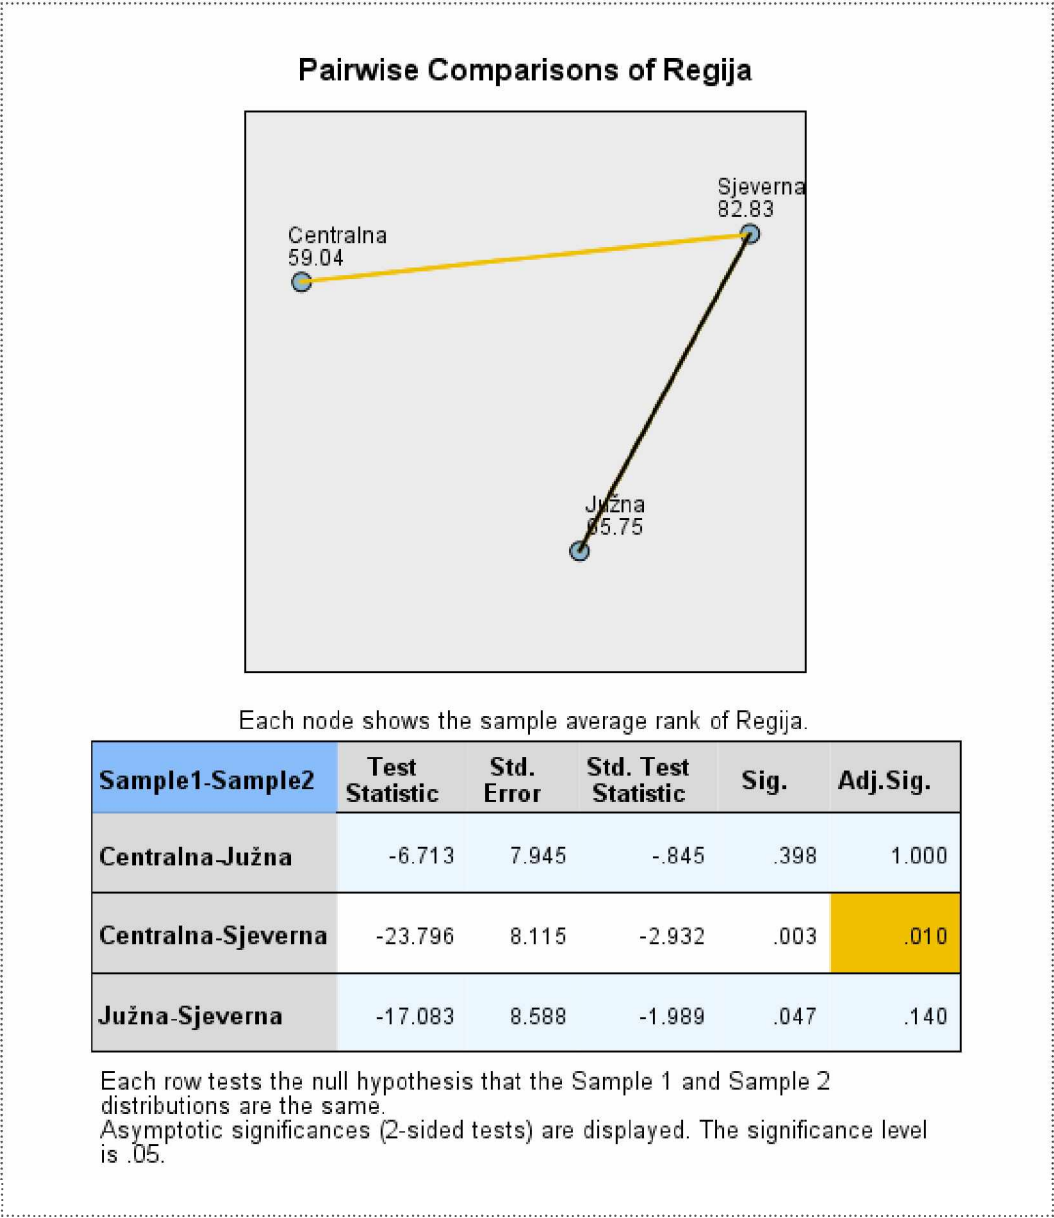 Pairwise Comparisons of Regija
Sjeverna
82.83
Centralna
59.04
Južna
65.75
Each node shows the sample average rank of Regija.
Sample1-Sample2 Test Statistic Std. Error Std. Test Statistic Sig. Adj.Sig.
Centralna-Južna -6.713 7.945 -.845 .398 1.000
Centralna-Sjeverna -23.796 8.115 -2.932 .003 .010
Južna-Sjeverna -17.083 8.588 -1.989 .047 .140
Each row tests the null hypothesis that the Sample 1 and Sample 2
distributions are the same.
Asymptotic significances (2-sided tests) are displayed. The significance level
is .05.